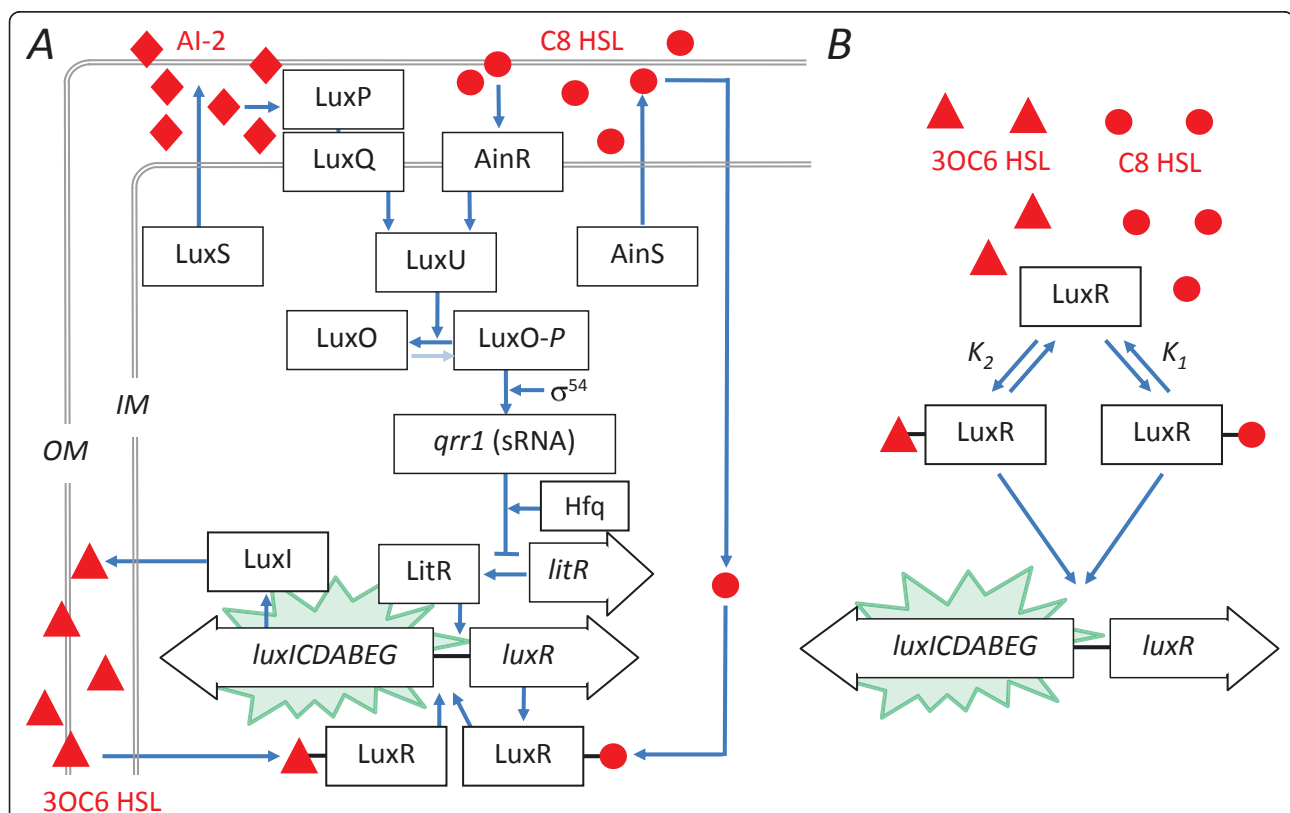 A
AI-2
C8 HSL
LuxP
LuxQ
AinR
LuxS
LuxU
AinS
LuxO
LuxO-P
σ54
IM
OM
qrr1 (sRNA)
Hfq
LuxI
LitR
litR
luxICDABEG
luxR
LuxR
LuxR
3OC6 HSL
B
3OC6 HSL
C8 HSL
LuxR
K2
K1
LuxR
LuxR
luxICDABEG
luxR